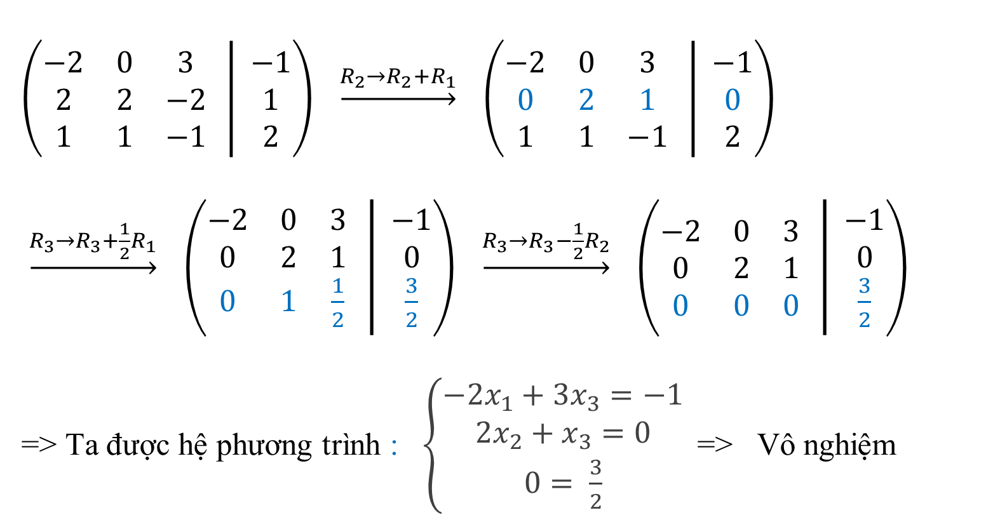 $\left(\begin{array}{ccc|c} -2 & 0 & 3 & -1 \\ 2 & 2 & -2 & 1 \\ 1 & 1 & -1 & 2 \end{array}\right) \xrightarrow{R_2 \to R_2 + R_1} \left(\begin{array}{ccc|c} -2 & 0 & 3 & -1 \\ 0 & 2 & 1 & 0 \\ 1 & 1 & -1 & 2 \end{array}\right)$
$\xrightarrow{R_3 \to R_3 + \frac{1}{2}R_1} \left(\begin{array}{ccc|c} -2 & 0 & 3 & -1 \\ 0 & 2 & 1 & 0 \\ 0 & 1 & \frac{1}{2} & \frac{3}{2} \end{array}\right) \xrightarrow{R_3 \to R_3 - \frac{1}{2}R_2} \left(\begin{array}{ccc|c} -2 & 0 & 3 & -1 \\ 0 & 2 & 1 & 0 \\ 0 & 0 & 0 & \frac{3}{2} \end{array}\right)$
=> Ta được hệ phương trình : $\begin{cases} -2x_1 + 3x_3 = -1 \\ 2x_2 + x_3 = 0 \\ 0 = \frac{3}{2} \end{cases}$ => Vô nghiệm